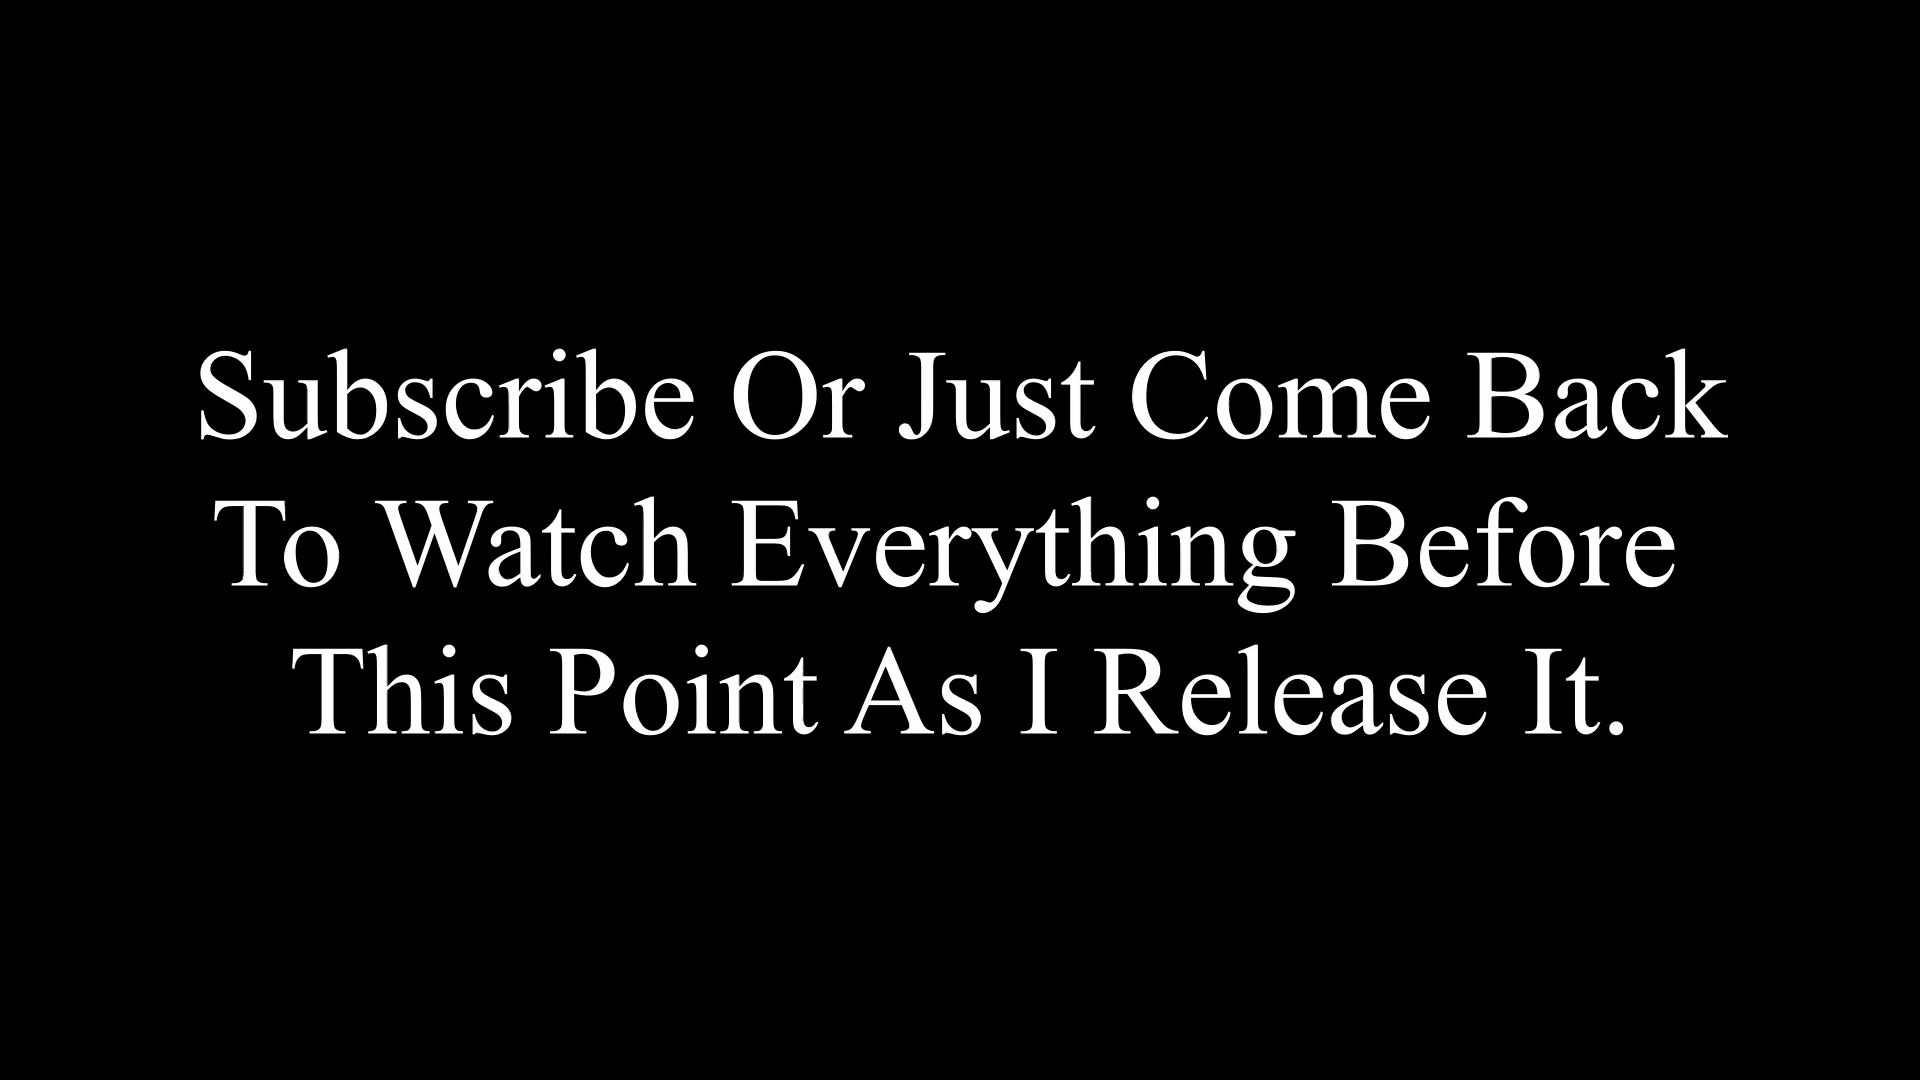 Subscribe Or Just Come Back
To Watch Everything Before
This Point As I Release It.